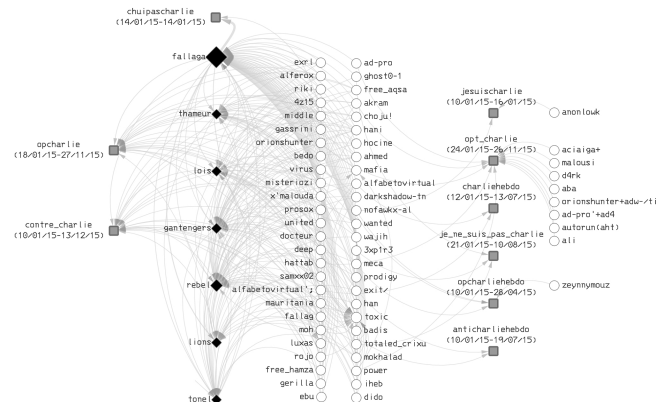 chuipascharlie
(14/01/15-14/01/15)
fallaga
thameur
opcharlie
(18/01/15-27/11/15)
lois
contre_charlie
(10/01/15-13/12/15)
gantengers
rebel
lions
tonel
exrl
alferox
riki
4z15
middle
gassrini
orionshunter
bedo
virus
misteriozi
x'malouda
prosox
united
docteur
deep
hattab
samxx02
alfabetovirtual';
mauritania
fallag
moh
luxas
rojo
free_hamza
gerilla
ebu
ad-pro
ghost0-1
free_aqsa
akram
choju!
hani
hocine
ahmed
mafia
alfabetovirtual
darkshadow-tn
nofawkx-al
wanted
wajih
3xp1r3
meca
prodigy
exit/
han
toxic
badis
totaled_crixu
mokhalad
power
iheb
dido
jesuischarlie
(10/01/15-16/01/15)
opt_charlie
(24/01/15-26/11/15)
charliehebdo
(12/01/15-13/07/15)
je_ne_suis_pas_charlie
(21/01/15-10/08/15)
opcharliehebdo
(10/01/15-28/04/15)
anticharliehebdo
(10/01/15-19/07/15)
anonlowk
aciaiga+
malousi
d4rk
aba
orionshunter+adw-/ti
ad-pro'+ad4
autorun(aht)
ali
zeynnymouz